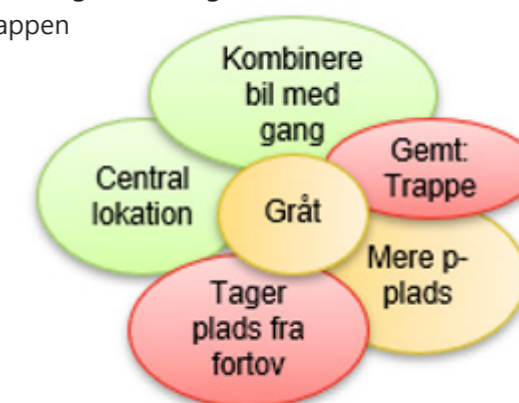 appen
Kombinere
bil med
gang
Gemt:
Trappe
Central
lokation
Gråt
Mere p-
plads
Tager
plads fra
fortov